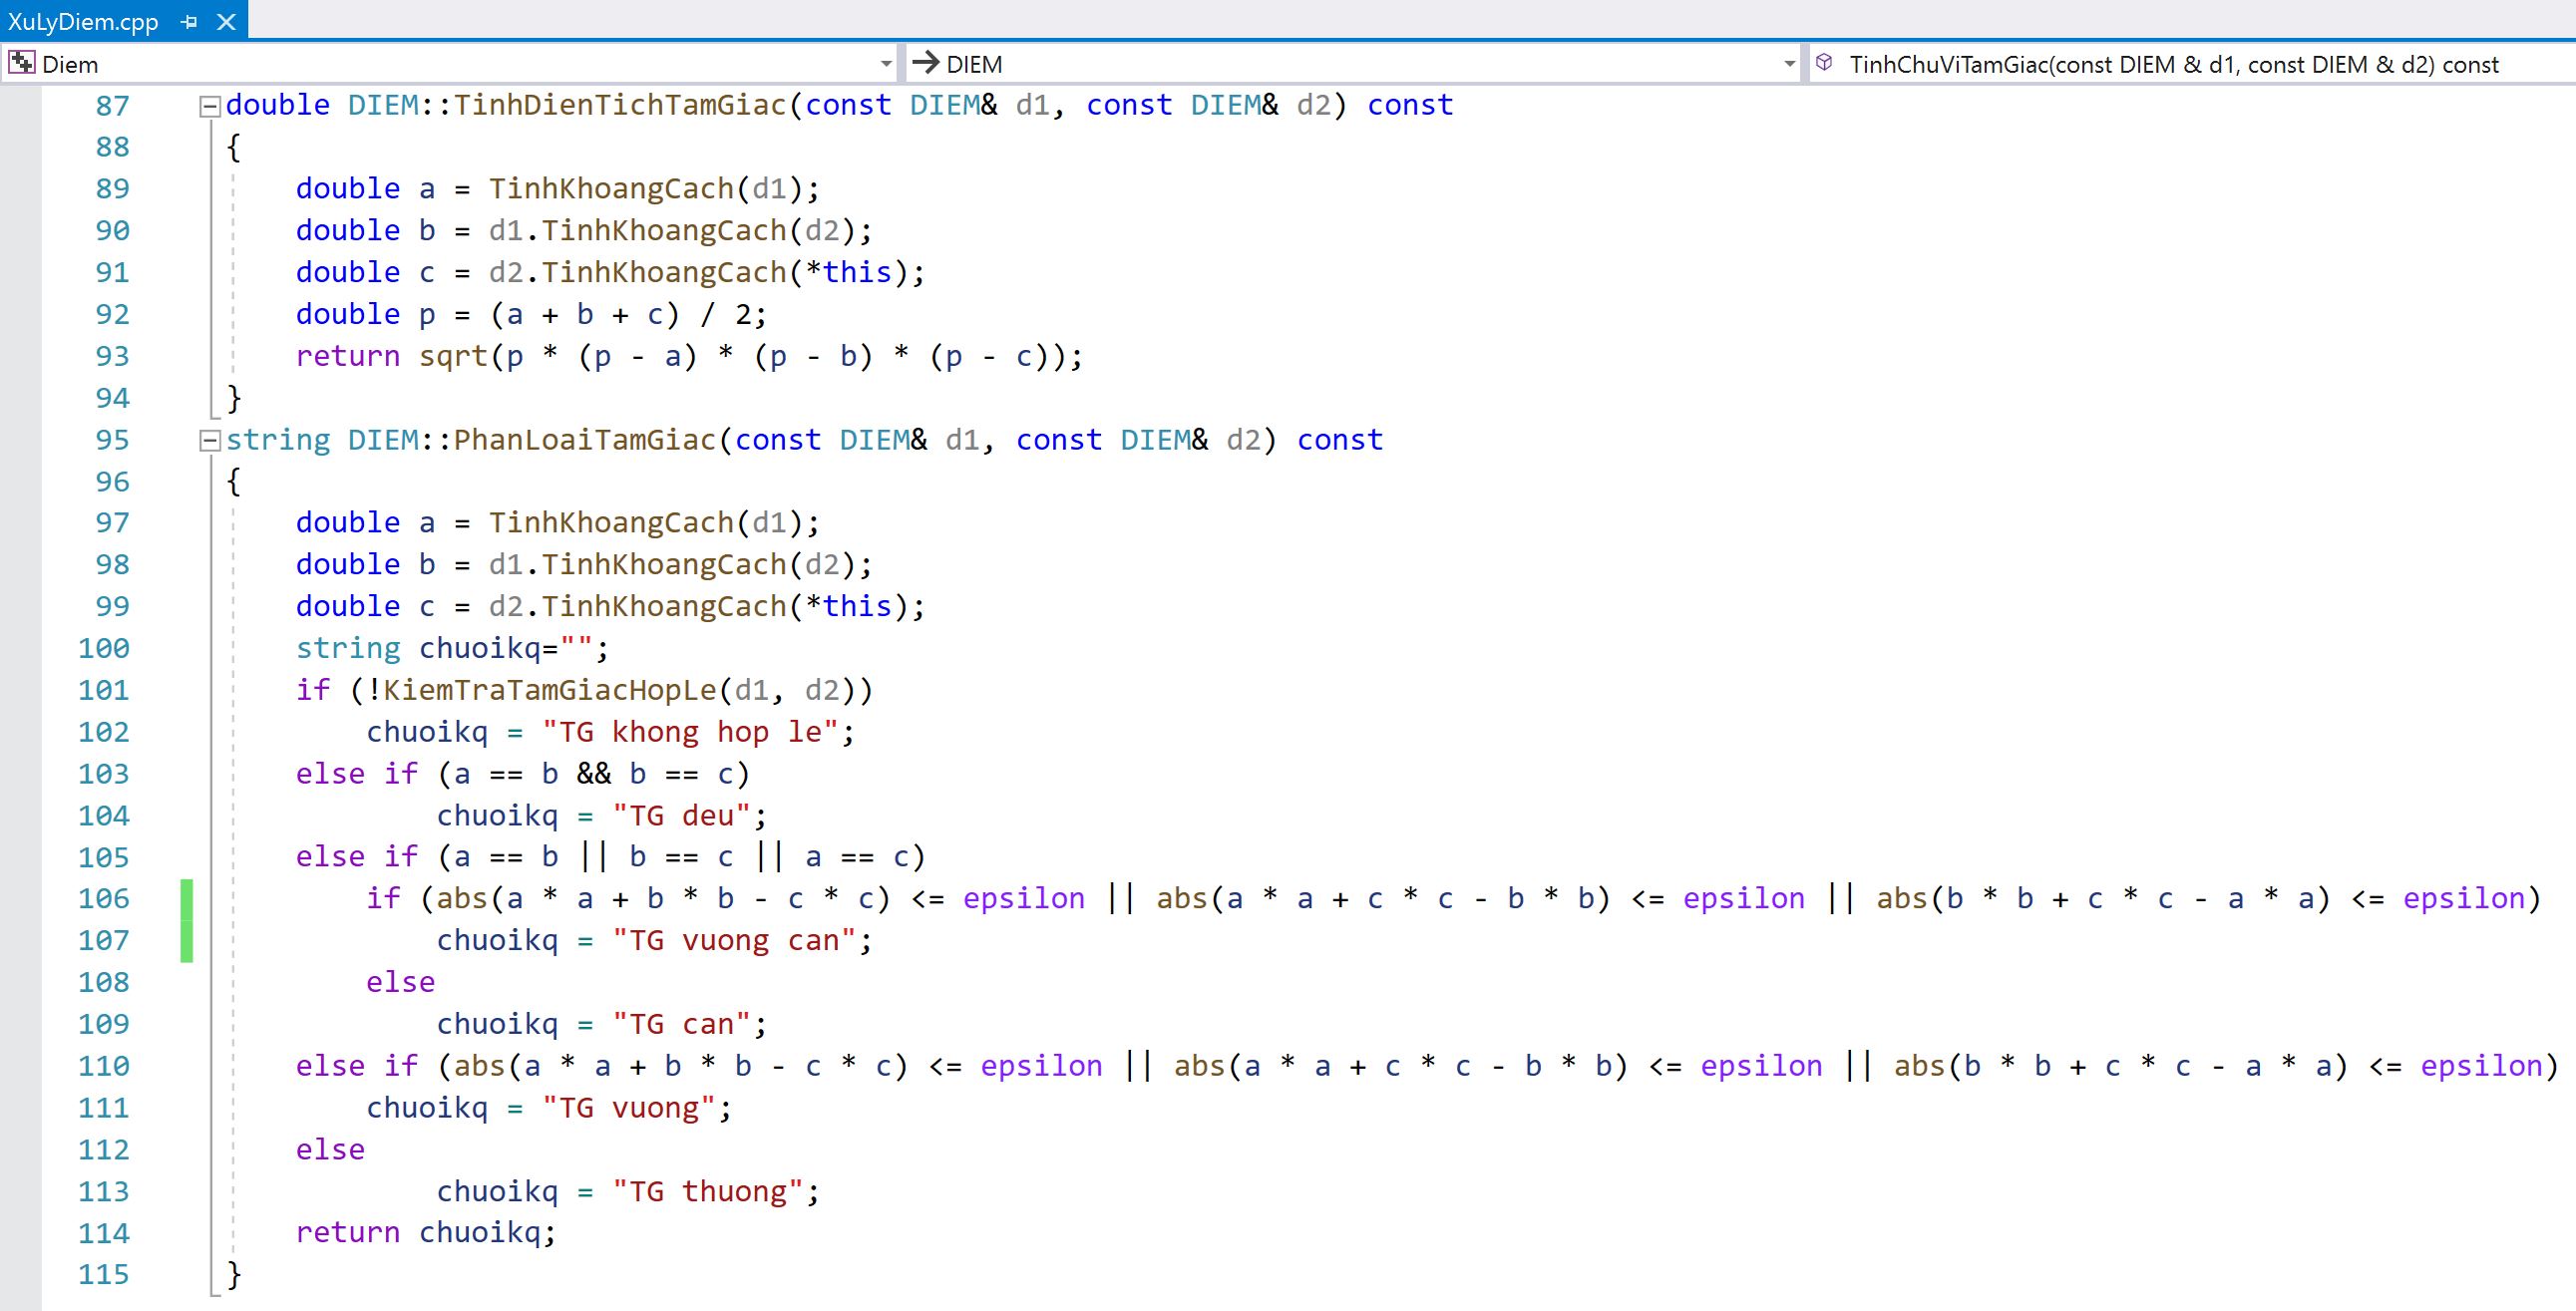 XuLyDiem.cpp
Diem DIEM TinhChuViTamGiac(const DIEM & d1, const DIEM & d2) const
87 double DIEM::TinhDienTichTamGiac(const DIEM& d1, const DIEM& d2) const
88 {
89 double a = TinhKhoangCach(d1);
90 double b = d1.TinhKhoangCach(d2);
91 double c = d2.TinhKhoangCach(*this);
92 double p = (a + b + c) / 2;
93 return sqrt(p * (p - a) * (p - b) * (p - c));
94 }
95 string DIEM::PhanLoaiTamGiac(const DIEM& d1, const DIEM& d2) const
96 {
97 double a = TinhKhoangCach(d1);
98 double b = d1.TinhKhoangCach(d2);
99 double c = d2.TinhKhoangCach(*this);
100 string chuoikq="";
101 if (!KiemTraTamGiacHopLe(d1, d2))
102 chuoikq = "TG khong hop le";
103 else if (a == b && b == c)
104 chuoikq = "TG deu";
105 else if (a == b || b == c || a == c)
106 if (abs(a * a + b * b - c * c) <= epsilon || abs(a * a + c * c - b * b) <= epsilon || abs(b * b + c * c - a * a) <= epsilon)
107 chuoikq = "TG vuong can";
108 else
109 chuoikq = "TG can";
110 else if (abs(a * a + b * b - c * c) <= epsilon || abs(a * a + c * c - b * b) <= epsilon || abs(b * b + c * c - a * a) <= epsilon)
111 chuoikq = "TG vuong";
112 else
113 chuoikq = "TG thuong";
114 return chuoikq;
115 }